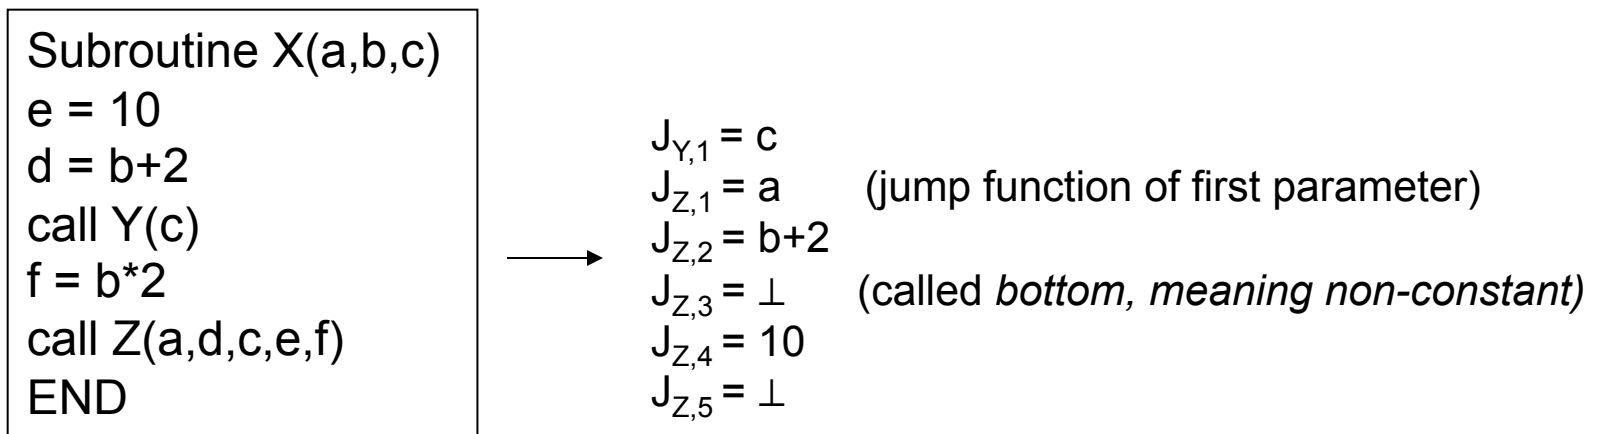 Subroutine X(a,b,c)
e = 10
d = b+2
call Y(c)
f = b*2
call Z(a,d,c,e,f)
END
J_{Y,1} = c
J_{Z,1} = a (jump function of first parameter)
J_{Z,2} = b+2
J_{Z,3} = ⊥ (called bottom, meaning non-constant)
J_{Z,4} = 10
J_{Z,5} = ⊥